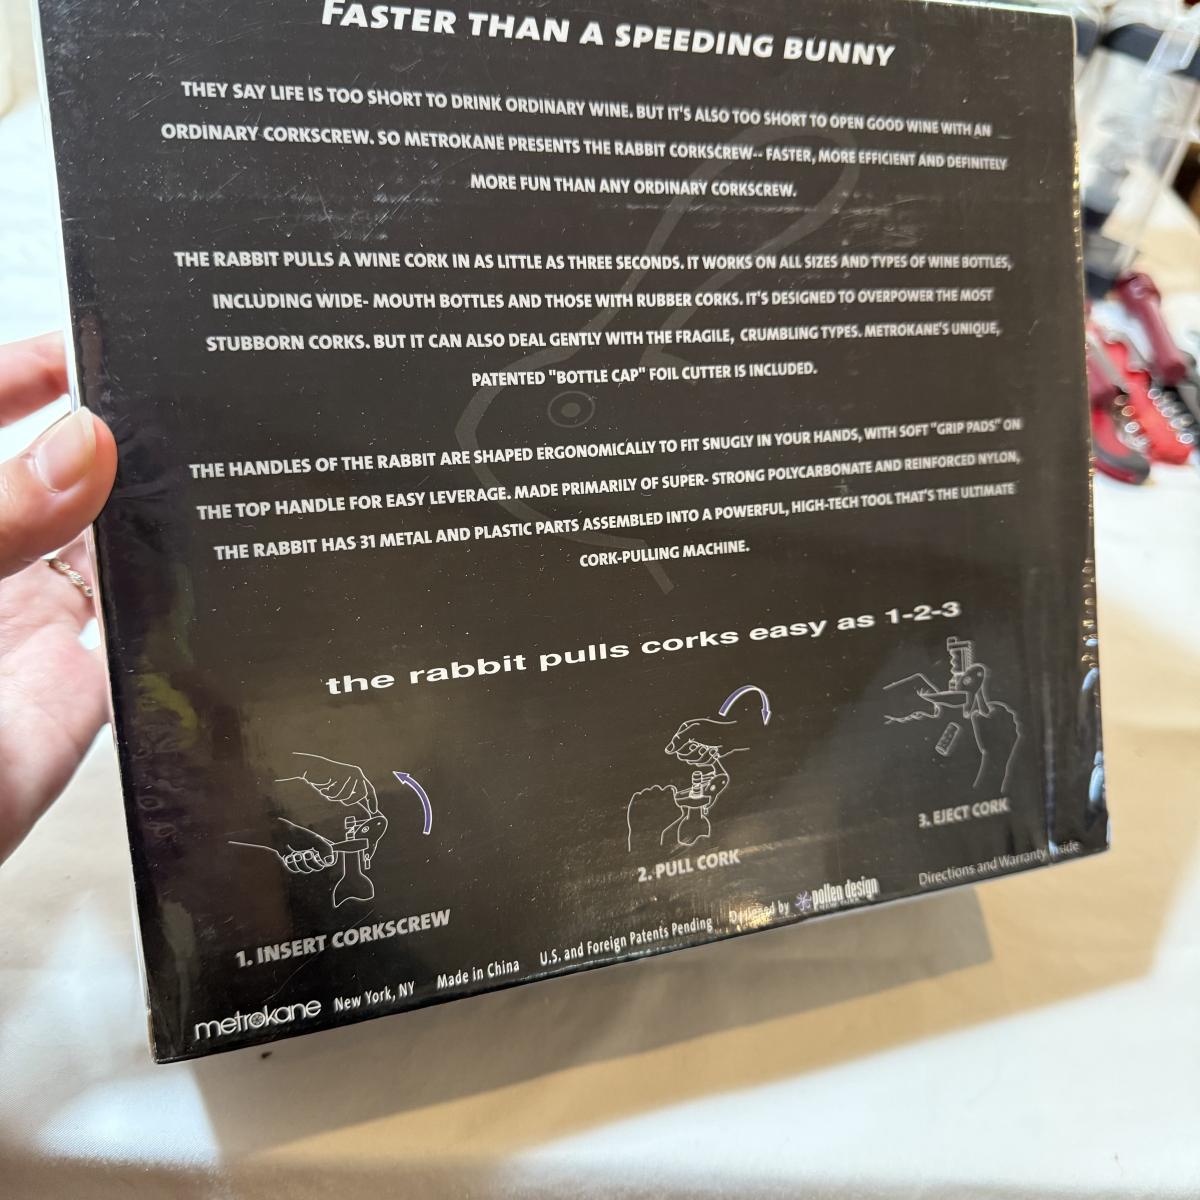 FASTER THAN A SPEEDING BUNNY
THEY SAY LIFE IS TOO SHORT TO DRINK ORDINARY WINE. BUT IT'S ALSO TOO SHORT TO OPEN GOOD WINE WITH AN
ORDINARY CORKSCREW. SO METROKANE PRESENTS THE RABBIT CORKSCREW-- FASTER, MORE EFFICIENT AND DEFINITELY
MORE FUN THAN ANY ORDINARY CORKSCREW.
THE RABBIT PULLS A WINE CORK IN AS LITTLE AS THREE SECONDS. IT WORKS ON ALL SIZES AND TYPES OF WINE BOTTLES,
INCLUDING WIDE- MOUTH BOTTLES AND THOSE WITH RUBBER CORKS. IT'S DESIGNED TO OVERPOWER THE MOST
STUBBORN CORKS. BUT IT CAN ALSO DEAL GENTLY WITH THE FRAGILE, CRUMBLING TYPES. METROKANE'S UNIQUE,
PATENTED "BOTTLE CAP" FOIL CUTTER IS INCLUDED.
THE HANDLES OF THE RABBIT ARE SHAPED ERGONOMICALLY TO FIT SNUGLY IN YOUR HANDS, WITH SOFT "GRIP PADS" ON
THE TOP HANDLE FOR EASY LEVERAGE. MADE PRIMARILY OF SUPER- STRONG POLYCARBONATE AND REINFORCED NYLON,
THE RABBIT HAS 31 METAL AND PLASTIC PARTS ASSEMBLED INTO A POWERFUL, HIGH-TECH TOOL THAT'S THE ULTIMATE
CORK-PULLING MACHINE.
the rabbit pulls corks easy as 1-2-3
1. INSERT CORKSCREW
2. PULL CORK
3. EJECT CORK
metrokane New York, NY Made in China U.S. and Foreign Patents Pending Designed by pollen design Directions and Warranty Inside